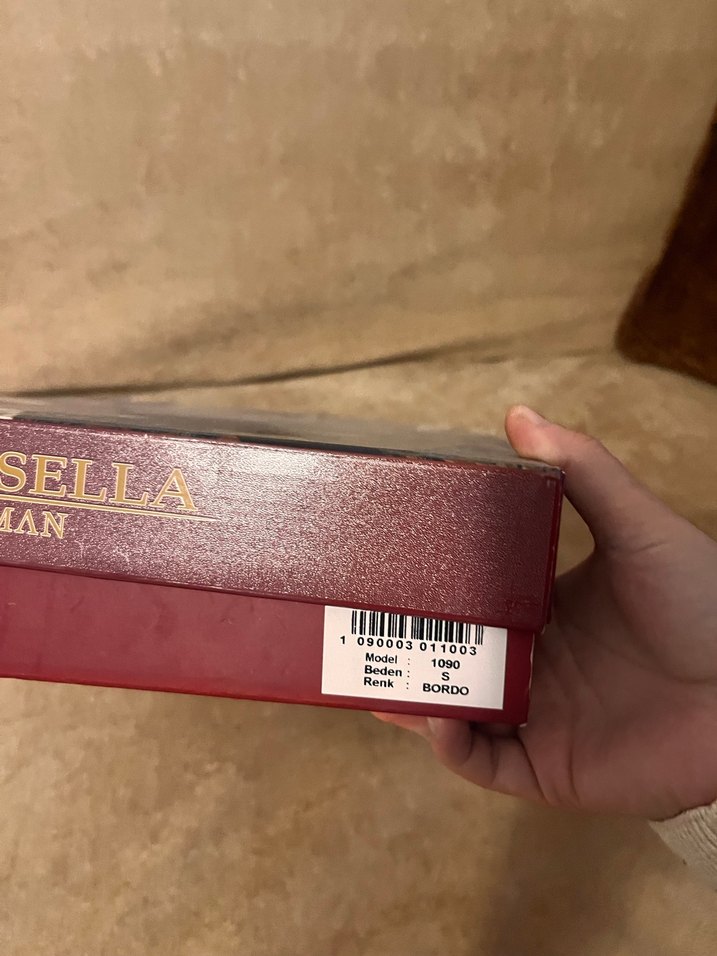 SELLA
MAN
1 090003 011003
Model : 1090
Beden : S
Renk : BORDO